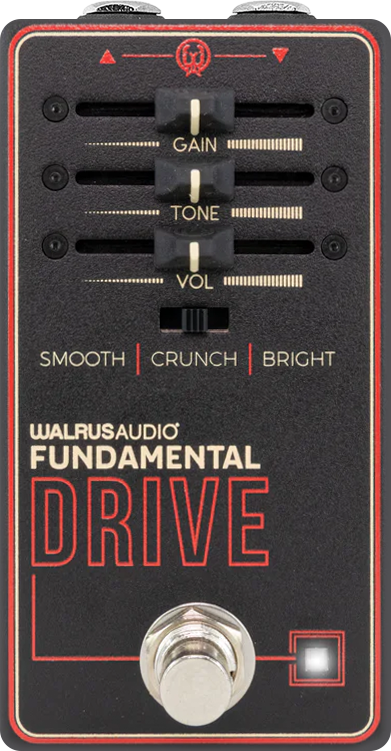 GAIN
TONE
VOL
SMOOTH | CRUNCH | BRIGHT
WALRUSAUDIO
FUNDAMENTAL
DRIVE